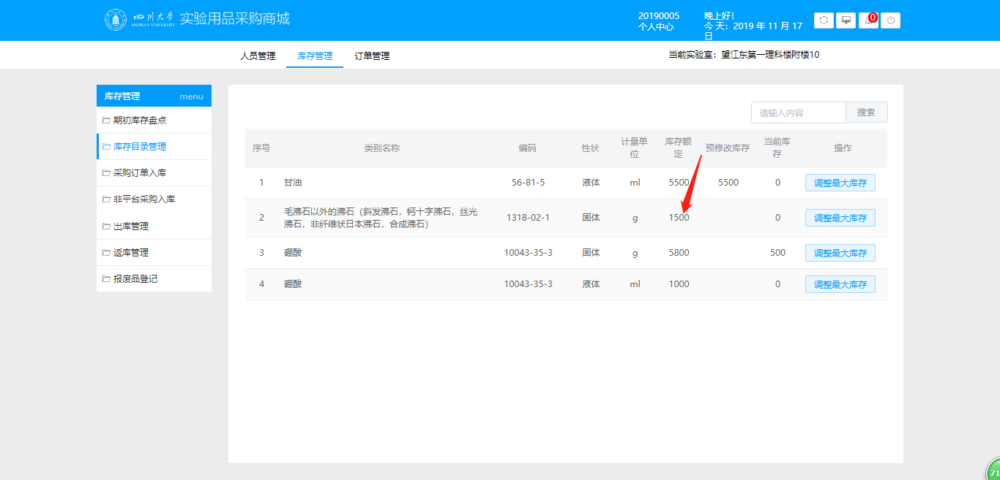 四川大学 实验用品采购商城
SICHUAN UNIVERSITY
20190005
个人中心
晚上好!
今 天: 2019 年 11 月 17
日
0
人员管理 库存管理 订单管理
当前实验室: 望江东第一理科楼附楼10
库存管理 menu
期初库存盘点
库存目录管理
采购订单入库
非平台采购入库
出库管理
返库管理
报废品登记
请输入内容 搜索
序号 类别名称 编码 性状 计量单位 库存额定 预修改库存 当前库存 操作
1 甘油 56-81-5 液体 ml 5500 5500 0 调整最大库存
2 毛沸石以外的沸石（斜发沸石，钙十字沸石，丝光
沸石，非纤维状日本沸石，合成沸石） 1318-02-1 固体 g 1500 0 调整最大库存
3 硼酸 10043-35-3 固体 g 5800 500 调整最大库存
4 硼酸 10043-35-3 液体 ml 1000 0 调整最大库存
71